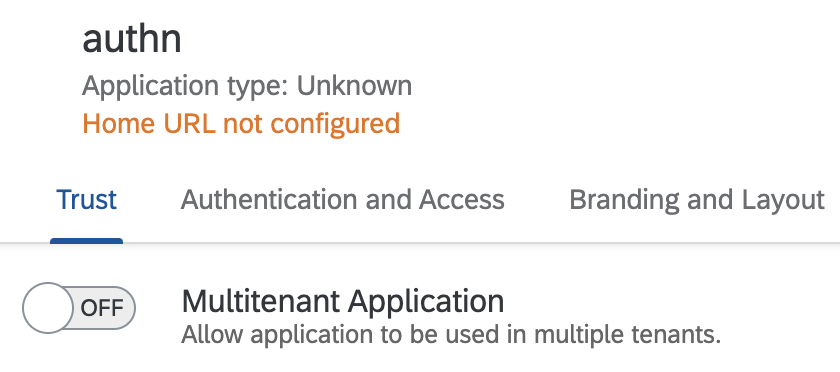 authn
Application type: Unknown
Home URL not configured
Trust Authentication and Access Branding and Layout
OFF Multitenant Application
Allow application to be used in multiple tenants.